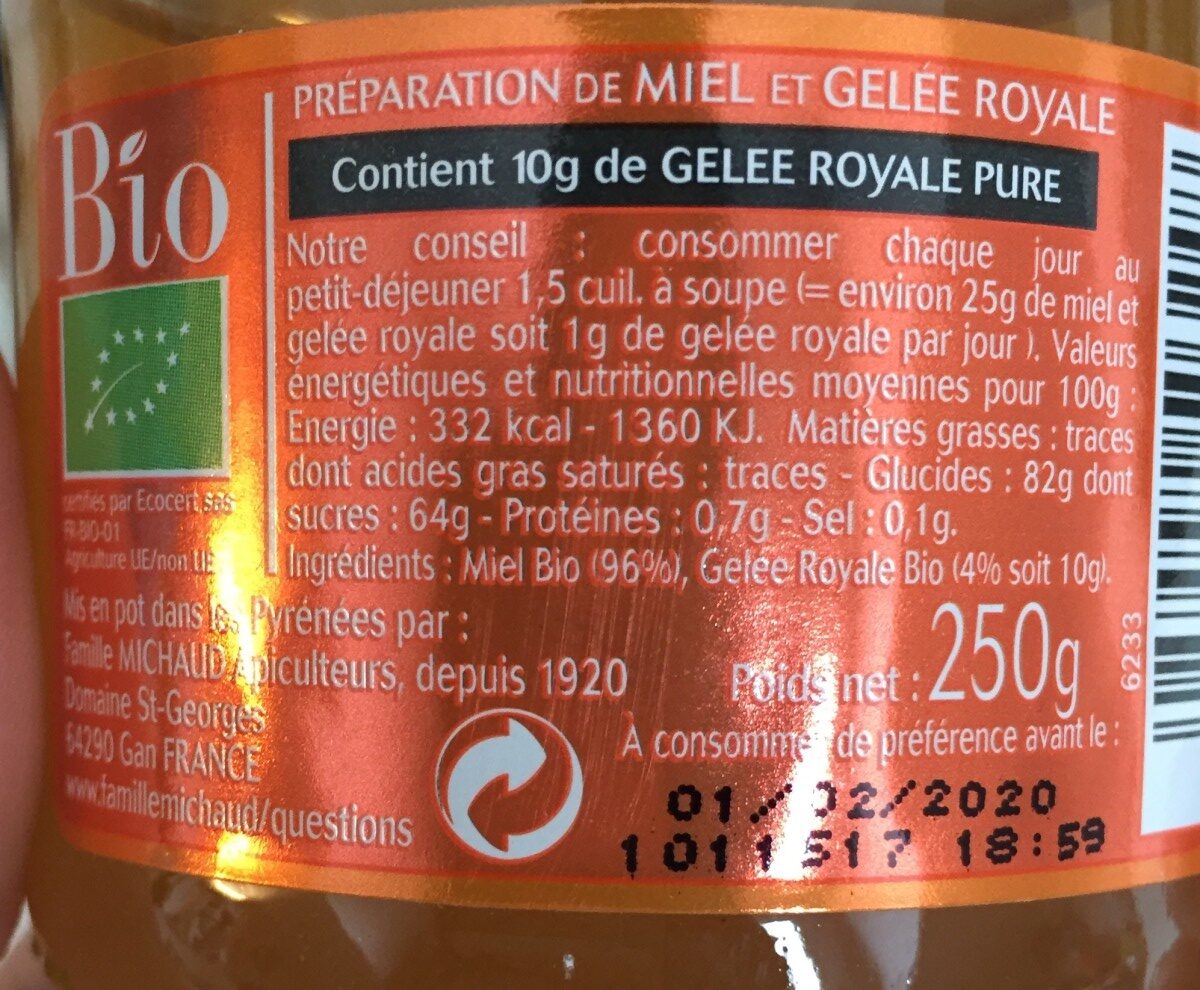 Bio
PRÉPARATION DE MIEL ET GELÉE ROYALE
Contient 10g de GELEE ROYALE PURE
Notre conseil : consommer chaque jour au
petit-déjeuner 1,5 cuil. à soupe (= environ 25g de miel et
gelée royale soit 1g de gelée royale par jour ). Valeurs
énergétiques et nutritionnelles moyennes pour 100g :
Energie : 332 kcal - 1360 KJ. Matières grasses : traces
dont acides gras saturés : traces - Glucides : 82g dont
sucres : 64g - Protéines : 0,7g - Sel : 0,1g.
Ingrédients : Miel Bio (96%), Gelée Royale Bio (4% soit 10g).
certifiés par Ecocert sas
FR-BIO-01
Agriculture UE/non UE
Mis en pot dans les Pyrénées par :
Famille MICHAUD Apiculteurs, depuis 1920
Domaine St-Georges
64290 Gan FRANCE
www.famillemichaud/questions
Poids net : 250g
6233
À consommer de préférence avant le :
01/02/2020
1011517 18:59